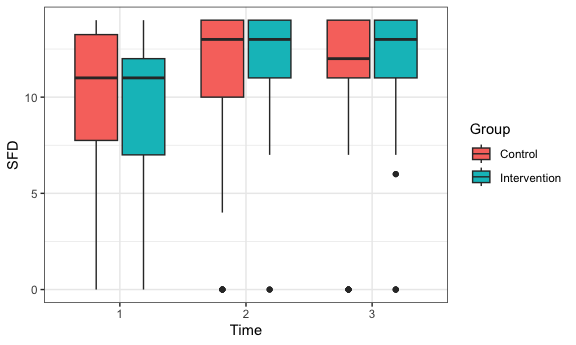 SFD
10
5
0
1
2
3
Time
Group
Control
Intervention